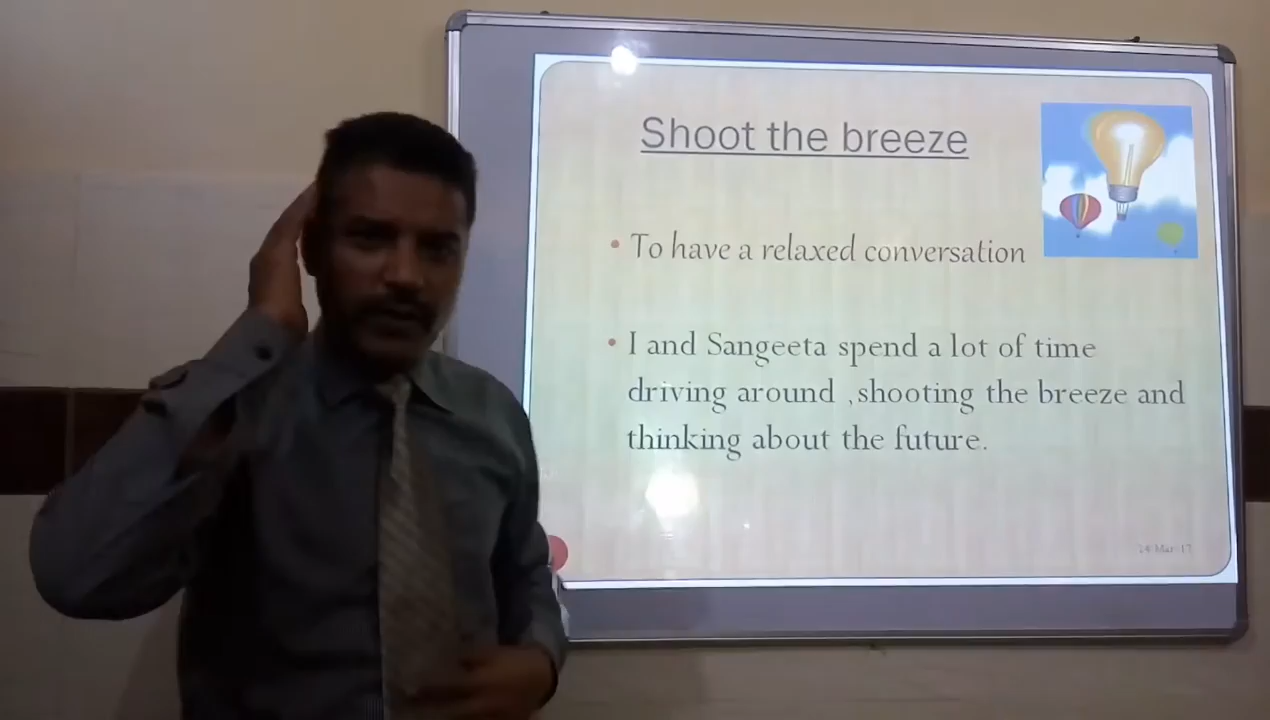 Shoot the breeze
• To have a relaxed conversation
• I and Sangeeta spend a lot of time
driving around ,shooting the breeze and
thinking about the future.